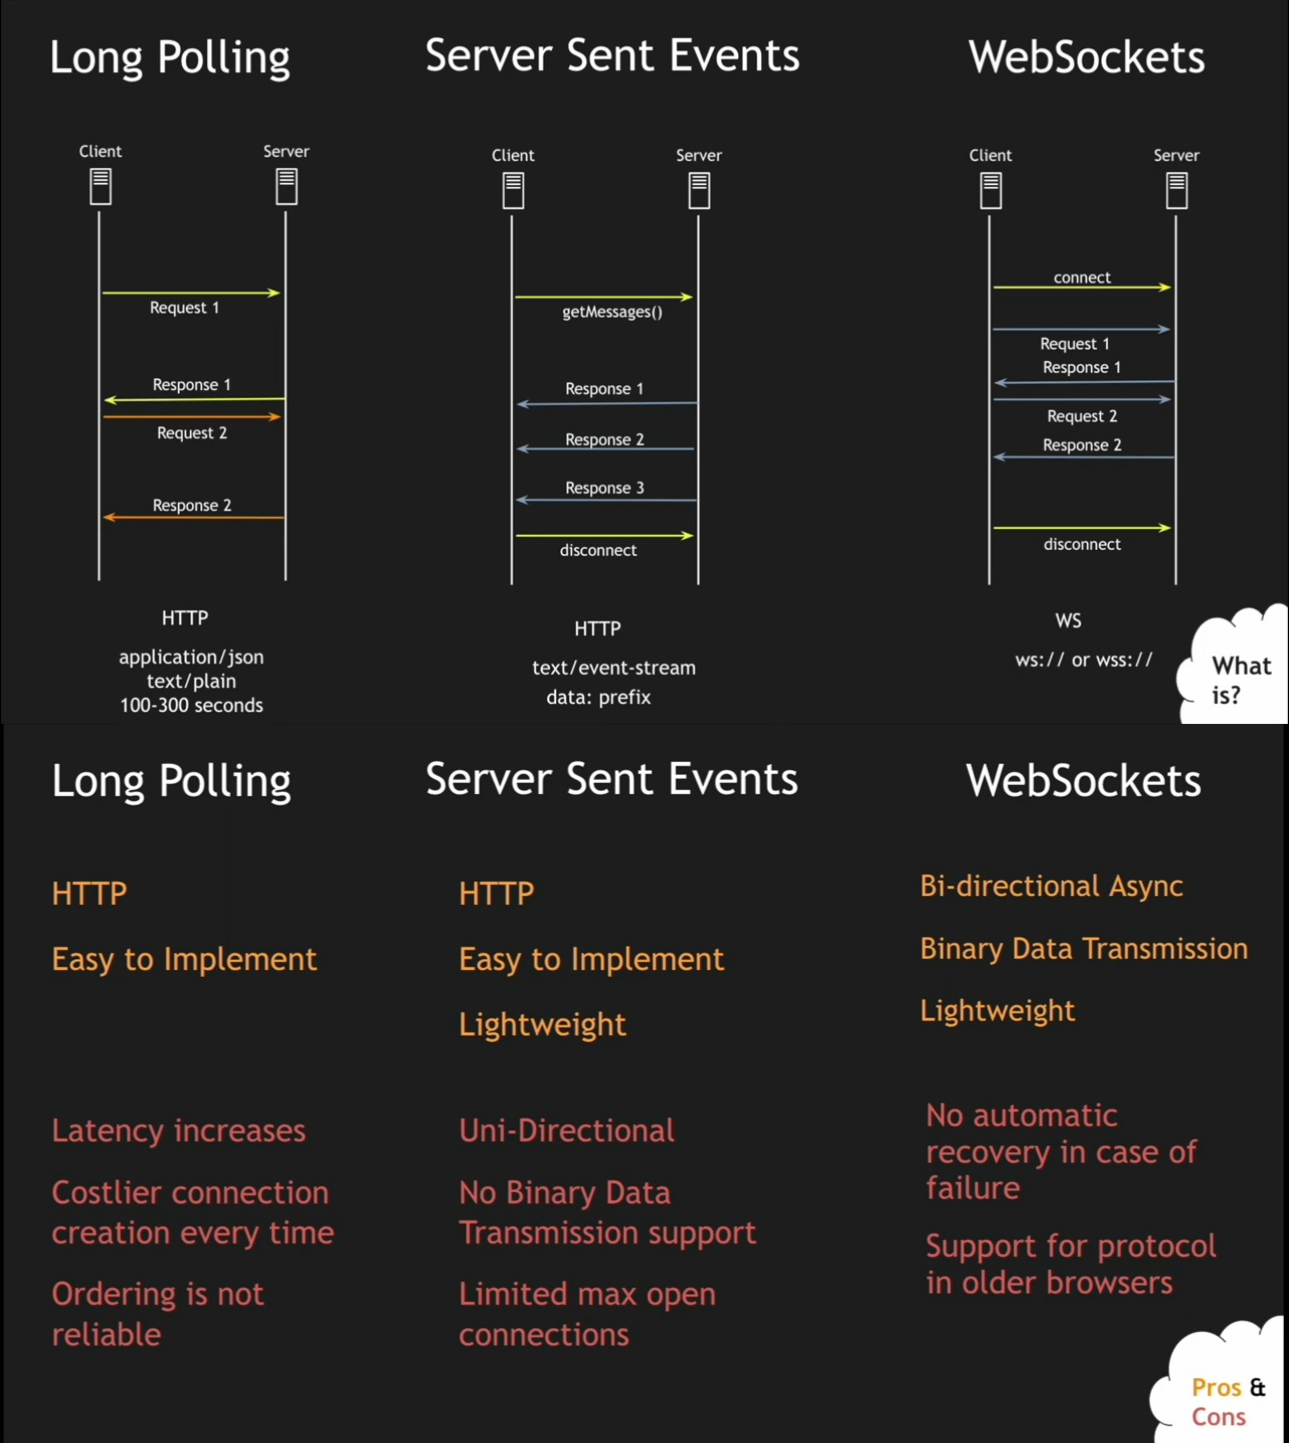 Long Polling
Server Sent Events
WebSockets
Client
Server
Request 1
Response 1
Request 2
Response 2
HTTP
application/json
text/plain
100-300 seconds
Client
Server
getMessages()
Response 1
Response 2
Response 3
disconnect
HTTP
text/event-stream
data: prefix
Client
Server
connect
Request 1
Response 1
Request 2
Response 2
disconnect
WS
ws:// or wss://
What
is?
Long Polling
Server Sent Events
WebSockets
HTTP
Easy to Implement
Latency increases
Costlier connection
creation every time
Ordering is not
reliable
HTTP
Easy to Implement
Lightweight
Uni-Directional
No Binary Data
Transmission support
Limited max open
connections
Bi-directional Async
Binary Data Transmission
Lightweight
No automatic
recovery in case of
failure
Support for protocol
in older browsers
Pros &
Cons